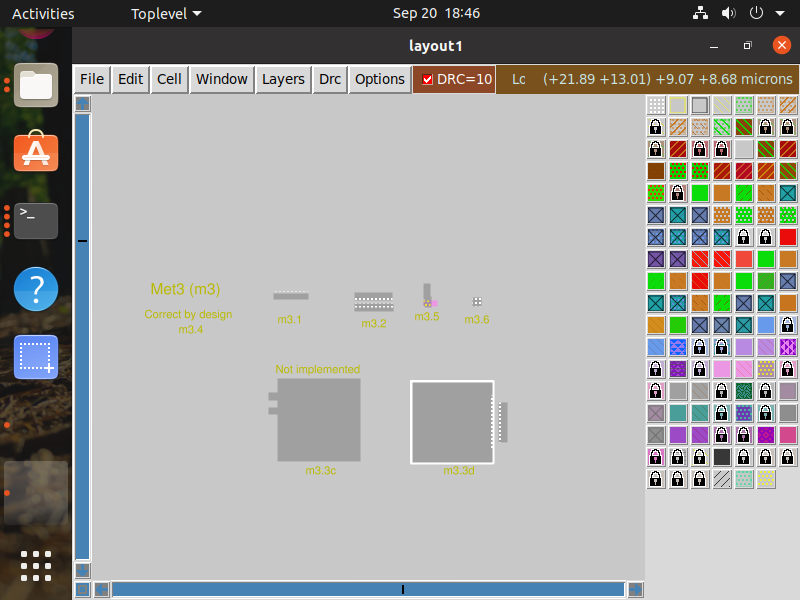 Activities
Toplevel
Sep 20 18:46
layout1
File Edit Cell Window Layers Drc Options DRC=10 Lc (+21.89 +13.01) +9.07 +8.68 microns
>_
?
Met3 (m3)
Correct by design
m3.4
m3.1
m3.2
m3.5
m3.6
Not implemented
m3.3c
m3.3d